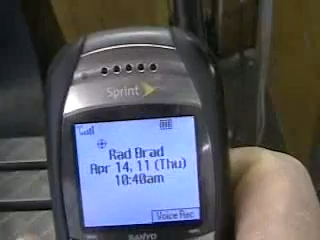 Sprint
Rad Brad
Apr 14, 11 (Thu)
10:40am
Voice Rec
SANYO